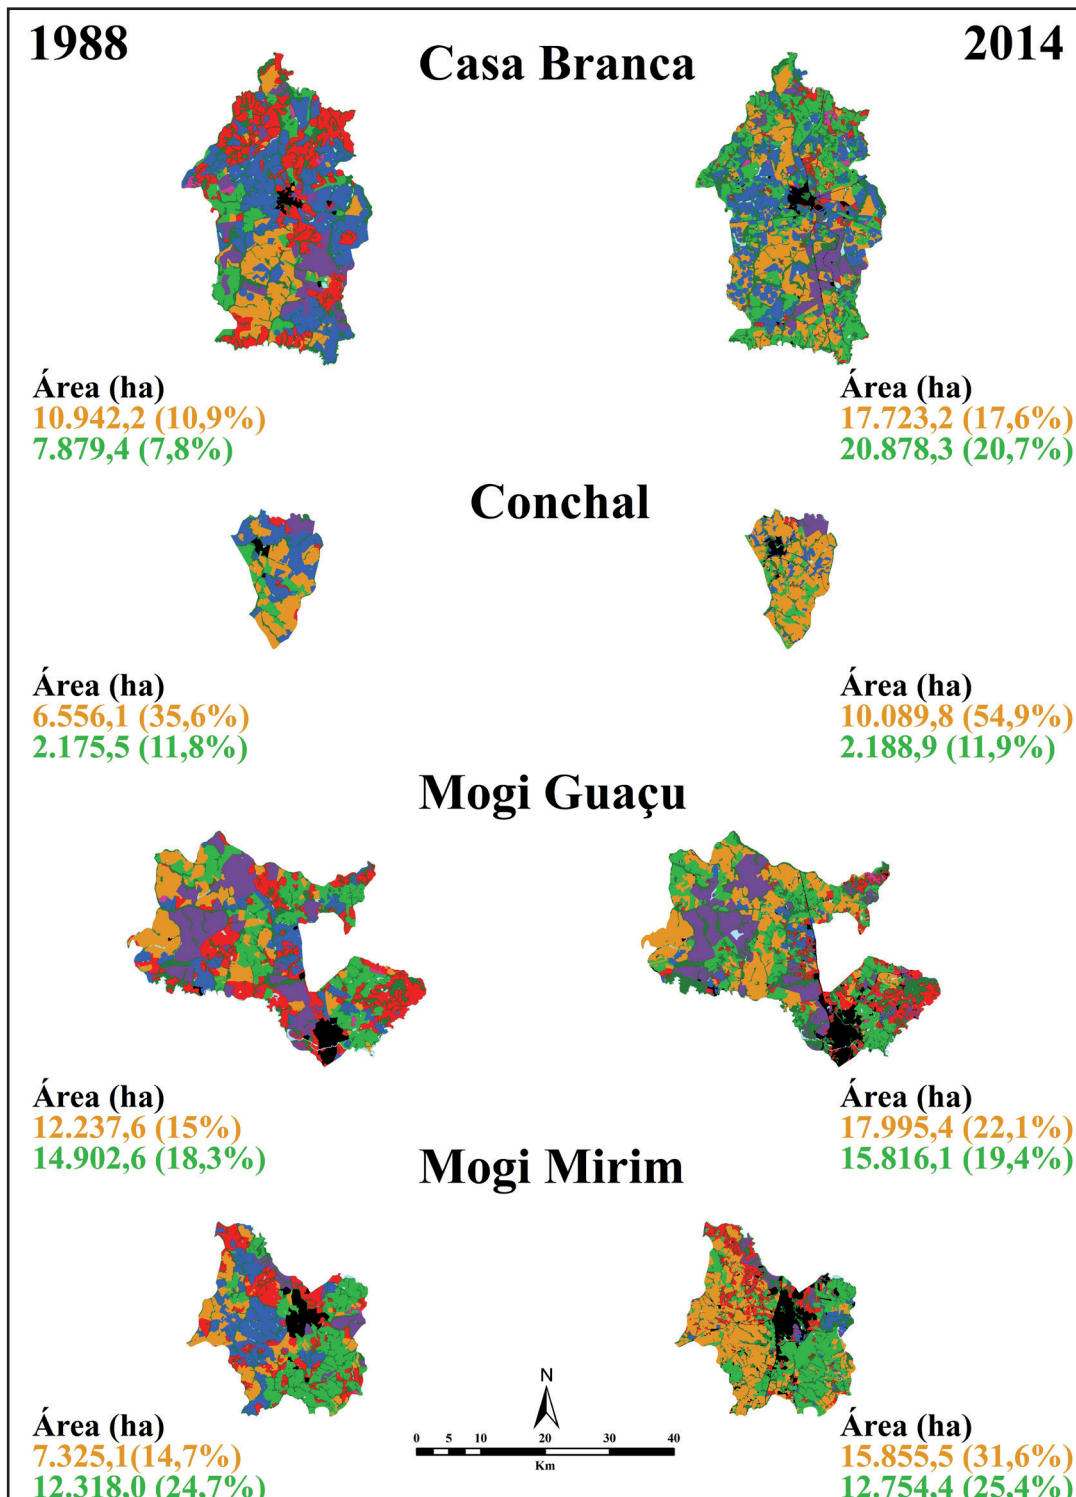 1988
2014
Casa Branca
Área (ha)
10.942,2 (10,9%)
7.879,4 (7,8%)
Área (ha)
17.723,2 (17,6%)
20.878,3 (20,7%)
Conchal
Área (ha)
6.556,1 (35,6%)
2.175,5 (11,8%)
Área (ha)
10.089,8 (54,9%)
2.188,9 (11,9%)
Mogi Guaçu
Área (ha)
12.237,6 (15%)
14.902,6 (18,3%)
Área (ha)
17.995,4 (22,1%)
15.816,1 (19,4%)
Mogi Mirim
Área (ha)
7.325,1(14,7%)
12.318,0 (24,7%)
N
0 5 10 20 30 40
Km
Área (ha)
15.855,5 (31,6%)
12.754,4 (25,4%)